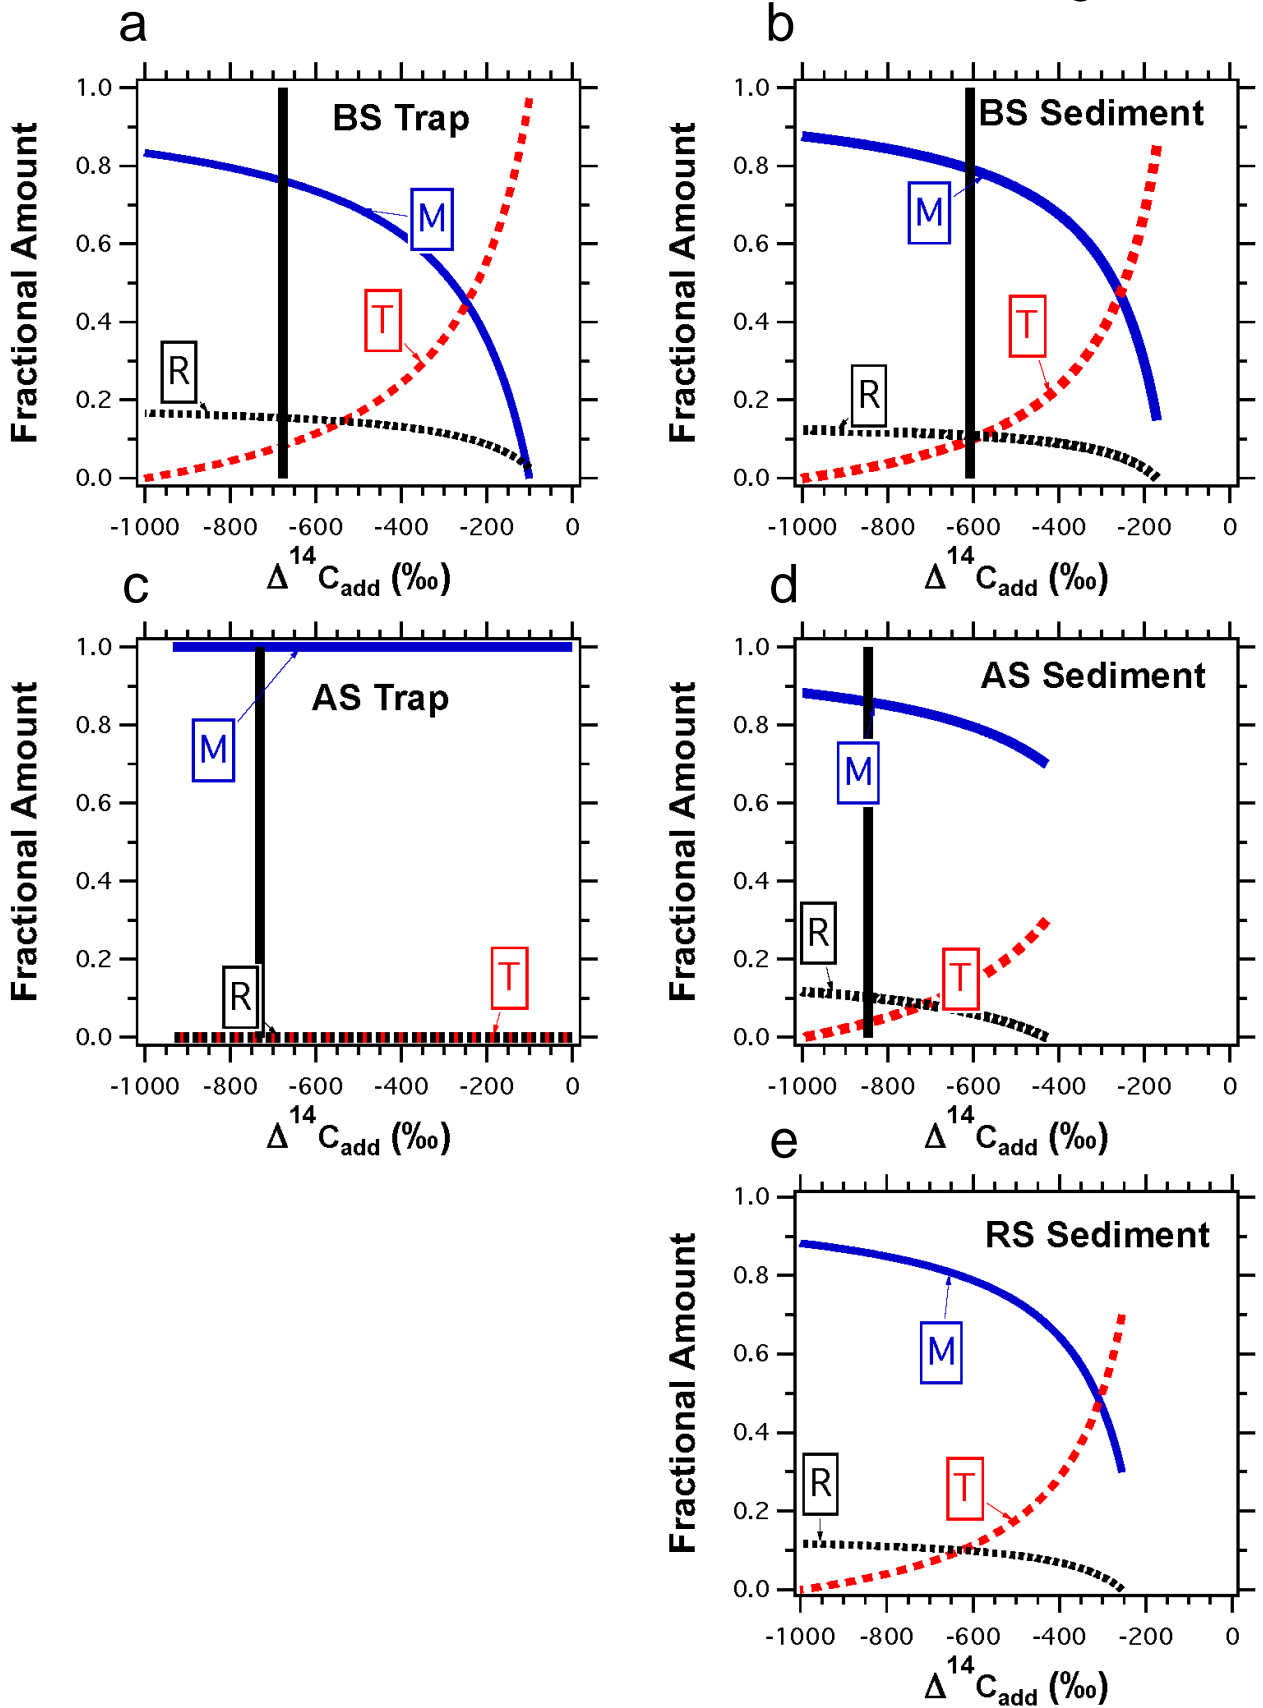 a
BS Trap
Fractional Amount
1.0
0.8
0.6
0.4
0.2
0.0
M
T
R
-1000 -800 -600 -400 -200 0
Δ14Cadd (‰)
b
BS Sediment
Fractional Amount
1.0
0.8
0.6
0.4
0.2
0.0
M
T
R
-1000 -800 -600 -400 -200 0
Δ14Cadd (‰)
c
AS Trap
Fractional Amount
1.0
0.8
0.6
0.4
0.2
0.0
M
R
T
-1000 -800 -600 -400 -200 0
Δ14Cadd (‰)
d
AS Sediment
Fractional Amount
1.0
0.8
0.6
0.4
0.2
0.0
M
R
T
-1000 -800 -600 -400 -200 0
Δ14Cadd (‰)
e
RS Sediment
Fractional Amount
1.0
0.8
0.6
0.4
0.2
0.0
M
R
T
-1000 -800 -600 -400 -200 0
Δ14Cadd (‰)